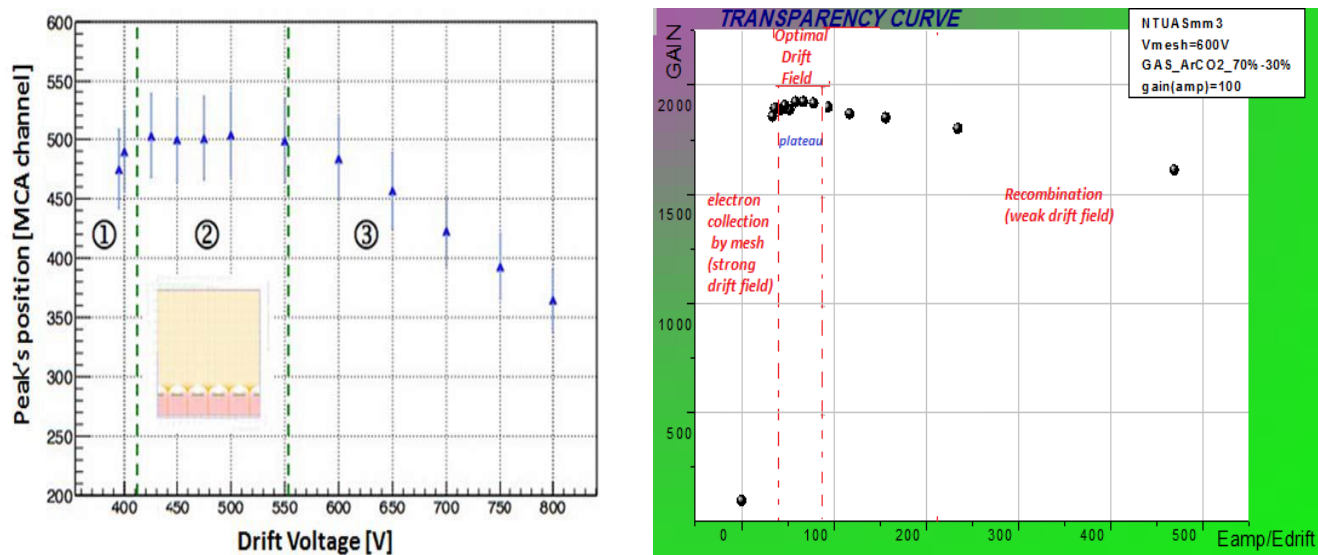 Peak's position [MCA channel]
600
550
500
450
400
350
300
250
200
① ② ③
400 450 500 550 600 650 700 750 800
Drift Voltage [V]
TRANSPARENCY CURVE
GAIN
Optimal
Drift
Field
NTUASmm3
Vmesh=600V
GAS_ArCO2_70%-30%
gain(amp)=100
2000
1500
1000
500
plateau
electron
collection
by mesh
(strong
drift field)
Recombination
(weak drift field)
0 100 200 300 400 500
Eamp/Edrift